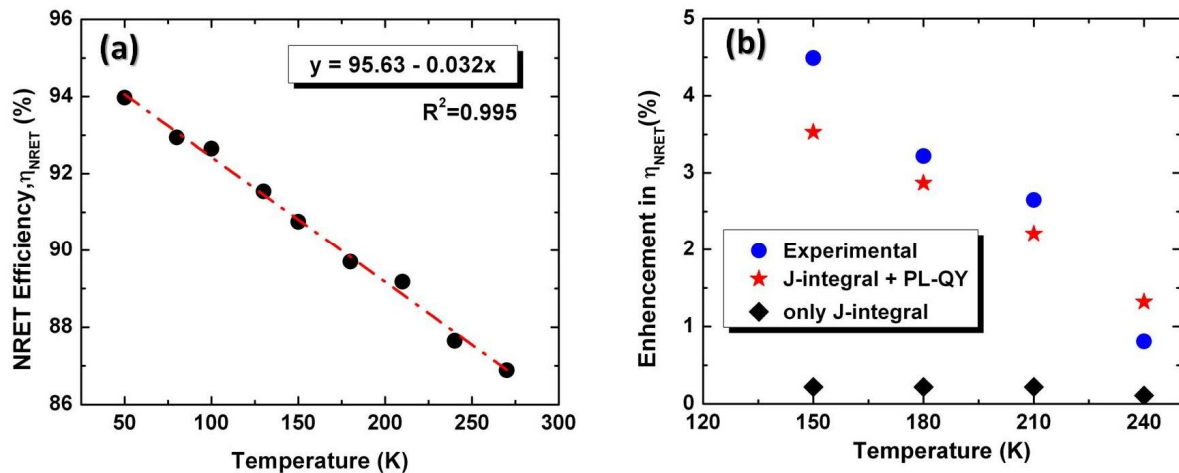 (a)
y = 95.63 - 0.032x
R²=0.995
NRET Efficiency,η_NRET (%)
96
94
92
90
88
86
50 100 150 200 250 300
Temperature (K)
(b)
Enhencement in η_NRET(%)
5
4
3
2
1
0
Experimental
J-integral + PL-QY
only J-integral
120 150 180 210 240
Temperature (K)